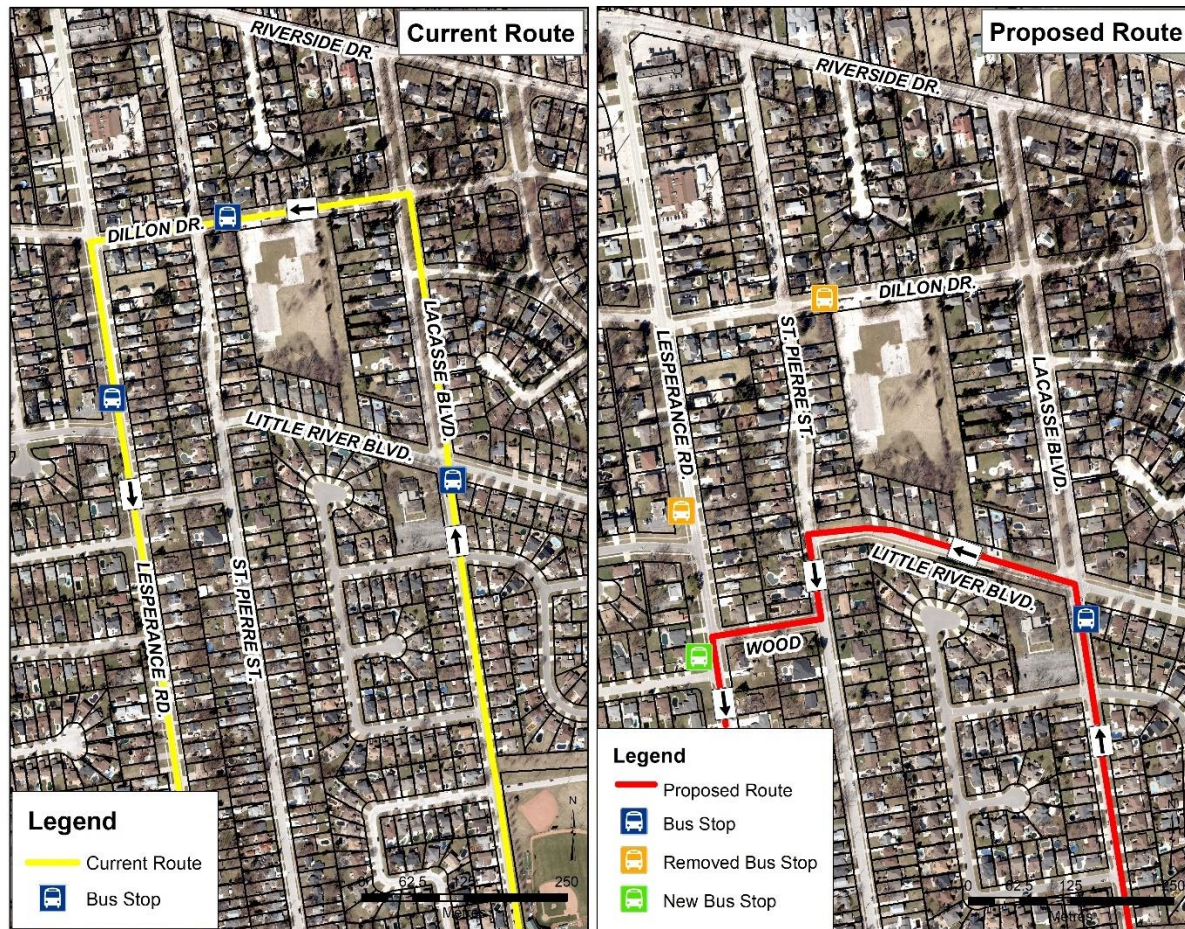 Current Route
RIVERSIDE DR.
DILLON DR.
LACASSE BLVD.
LITTLE RIVER BLVD.
LESPERANCE RD.
ST. PIERRE ST.
N
Legend
Current Route
Bus Stop
62.5
125
250
Metres
Proposed Route
RIVERSIDE DR.
DILLON DR.
LESPERANCE RD.
ST. PIERRE ST.
LACASSE BLVD.
LITTLE RIVER BLVD.
WOOD
Legend
Proposed Route
Bus Stop
Removed Bus Stop
New Bus Stop
0 62.5 125 250
Metres